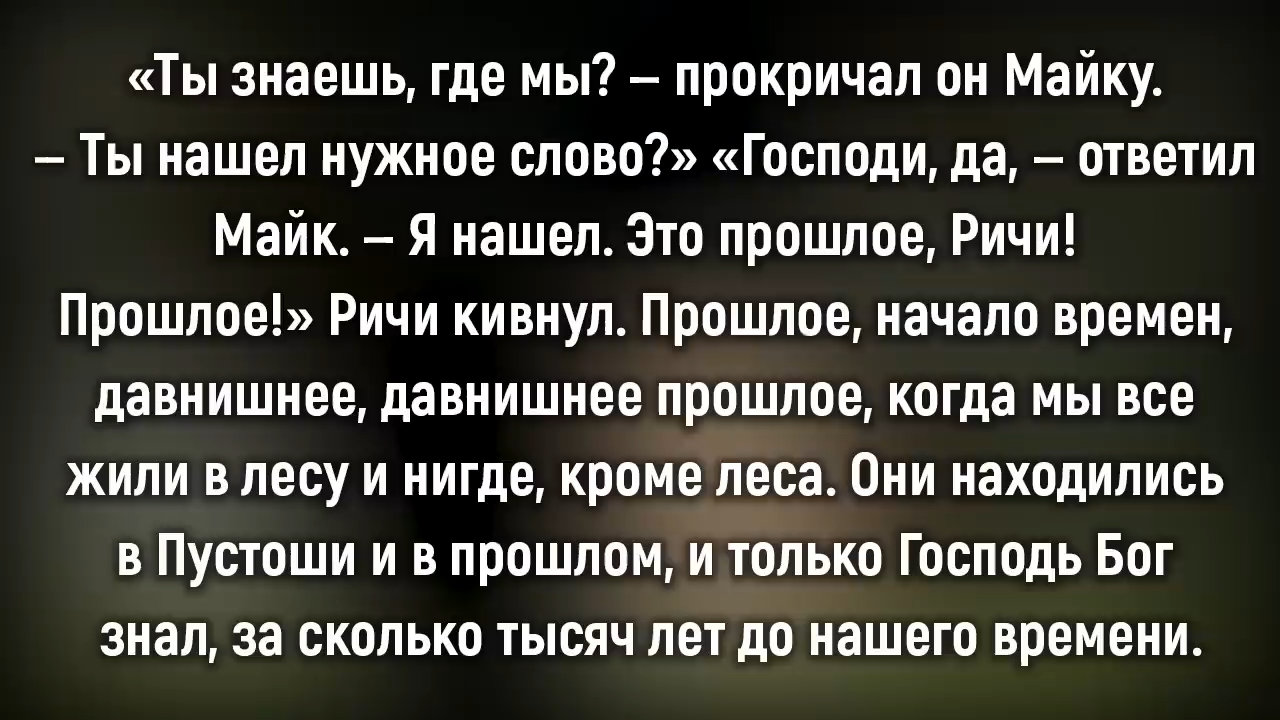 «Ты знаешь, где мы? – прокричал он Майку.
– Ты нашел нужное слово?» «Господи, да, – ответил
Майк. – Я нашел. Это прошлое, Ричи!
Прошлое!» Ричи кивнул. Прошлое, начало времен,
давнишнее, давнишнее прошлое, когда мы все
жили в лесу и нигде, кроме леса. Они находились
в Пустоши и в прошлом, и только Господь Бог
знал, за сколько тысяч лет до нашего времени.